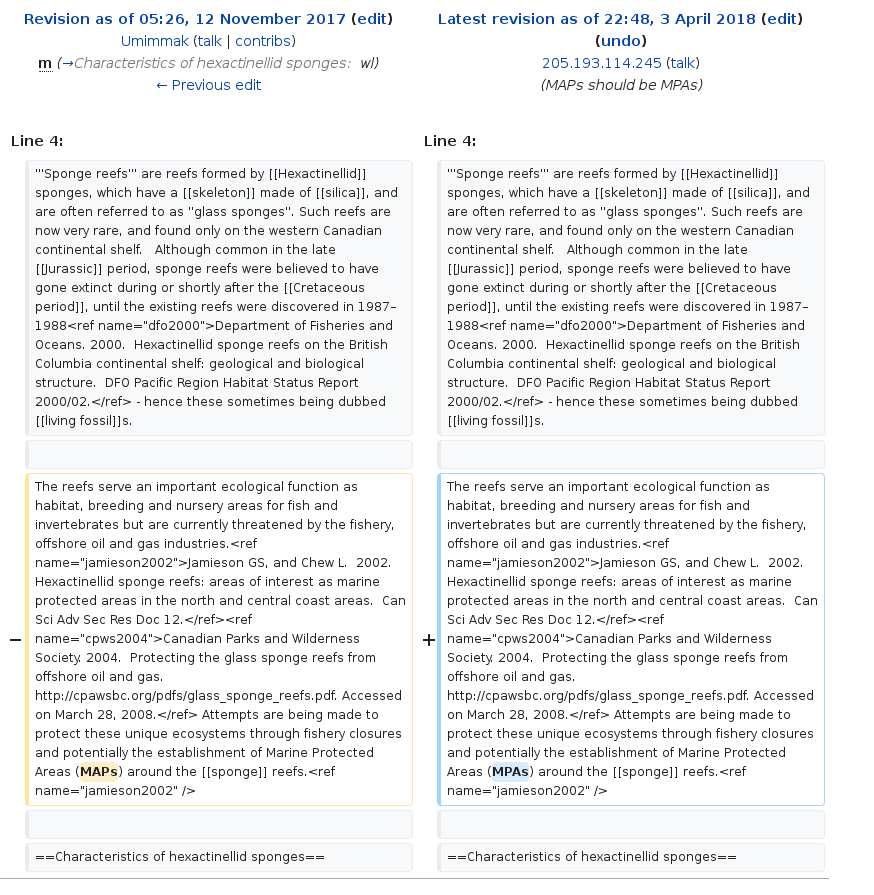 Revision as of 05:26, 12 November 2017 (edit)
Umimmak (talk | contribs)
m (→Characteristics of hexactinellid sponges: wl)
← Previous edit
Latest revision as of 22:48, 3 April 2018 (edit)
(undo)
205.193.114.245 (talk)
(MAPs should be MPAs)
Line 4:
'''Sponge reefs''' are reefs formed by [[Hexactinellid]]
sponges, which have a [[skeleton]] made of [[silica]], and
are often referred to as "glass sponges". Such reefs are
now very rare, and found only on the western Canadian
continental shelf.   Although common in the late
[[Jurassic]] period, sponge reefs were believed to have
gone extinct during or shortly after the [[Cretaceous
period]], until the existing reefs were discovered in 1987–
1988<ref name="dfo2000">Department of Fisheries and
Oceans. 2000.  Hexactinellid sponge reefs on the British
Columbia continental shelf: geological and biological
structure.  DFO Pacific Region Habitat Status Report
2000/02.</ref> - hence these sometimes being dubbed
[[living fossil]]s.
−
The reefs serve an important ecological function as
habitat, breeding and nursery areas for fish and
invertebrates but are currently threatened by the fishery,
offshore oil and gas industries.<ref
name="jamieson2002">Jamieson GS, and Chew L.  2002.
Hexactinellid sponge reefs: areas of interest as marine
protected areas in the north and central coast areas.  Can
Sci Adv Sec Res Doc 12.</ref><ref
name="cpws2004">Canadian Parks and Wilderness
Society. 2004.  Protecting the glass sponge reefs from
offshore oil and gas.
http://cpawsbc.org/pdfs/glass_sponge_reefs.pdf. Accessed
on March 28, 2008.</ref> Attempts are being made to
protect these unique ecosystems through fishery closures
and potentially the establishment of Marine Protected
Areas (MAPs) around the [[sponge]] reefs.<ref
name="jamieson2002" />
==Characteristics of hexactinellid sponges==
Line 4:
'''Sponge reefs''' are reefs formed by [[Hexactinellid]]
sponges, which have a [[skeleton]] made of [[silica]], and
are often referred to as "glass sponges". Such reefs are
now very rare, and found only on the western Canadian
continental shelf.   Although common in the late
[[Jurassic]] period, sponge reefs were believed to have
gone extinct during or shortly after the [[Cretaceous
period]], until the existing reefs were discovered in 1987–
1988<ref name="dfo2000">Department of Fisheries and
Oceans. 2000.  Hexactinellid sponge reefs on the British
Columbia continental shelf: geological and biological
structure.  DFO Pacific Region Habitat Status Report
2000/02.</ref> - hence these sometimes being dubbed
[[living fossil]]s.
+
The reefs serve an important ecological function as
habitat, breeding and nursery areas for fish and
invertebrates but are currently threatened by the fishery,
offshore oil and gas industries.<ref
name="jamieson2002">Jamieson GS, and Chew L.  2002.
Hexactinellid sponge reefs: areas of interest as marine
protected areas in the north and central coast areas.  Can
Sci Adv Sec Res Doc 12.</ref><ref
name="cpws2004">Canadian Parks and Wilderness
Society. 2004.  Protecting the glass sponge reefs from
offshore oil and gas.
http://cpawsbc.org/pdfs/glass_sponge_reefs.pdf. Accessed
on March 28, 2008.</ref> Attempts are being made to
protect these unique ecosystems through fishery closures
and potentially the establishment of Marine Protected
Areas (MPAs) around the [[sponge]] reefs.<ref
name="jamieson2002" />
==Characteristics of hexactinellid sponges==